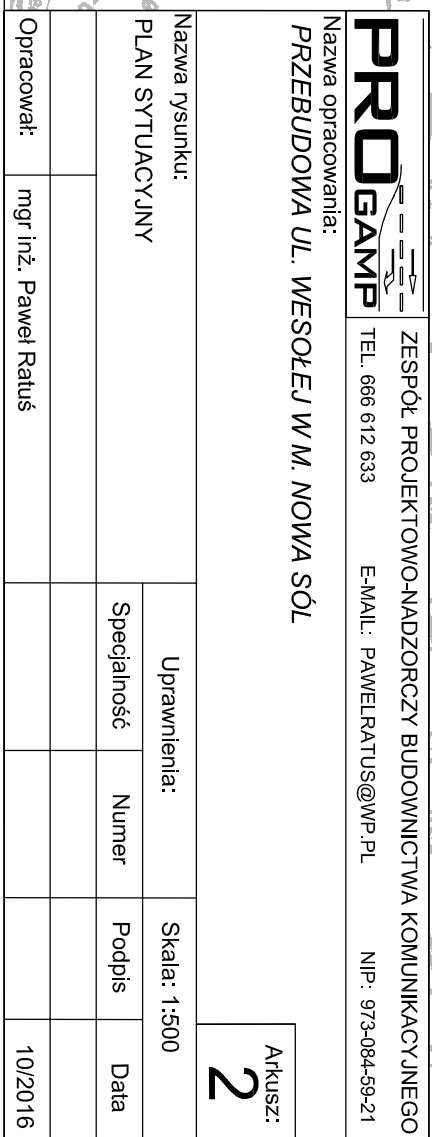 PROGAMP
ZESPÓŁ PROJEKTOWO-NADZORCZY BUDOWNICTWA KOMUNIKACYJNEGO
TEL. 666 612 633 E-MAIL: PAWELRATUS@WP.PL NIP: 973-084-59-21
Nazwa opracowania:
PRZEBUDOWA UL. WESOŁEJ W M. NOWA SÓL
Arkusz:
2
Nazwa rysunku:
PLAN SYTUACYJNY
Uprawnienia:
Skala: 1:500
Specjalność Numer Podpis Data
Opracował: mgr inż. Paweł Ratuś 10/2016